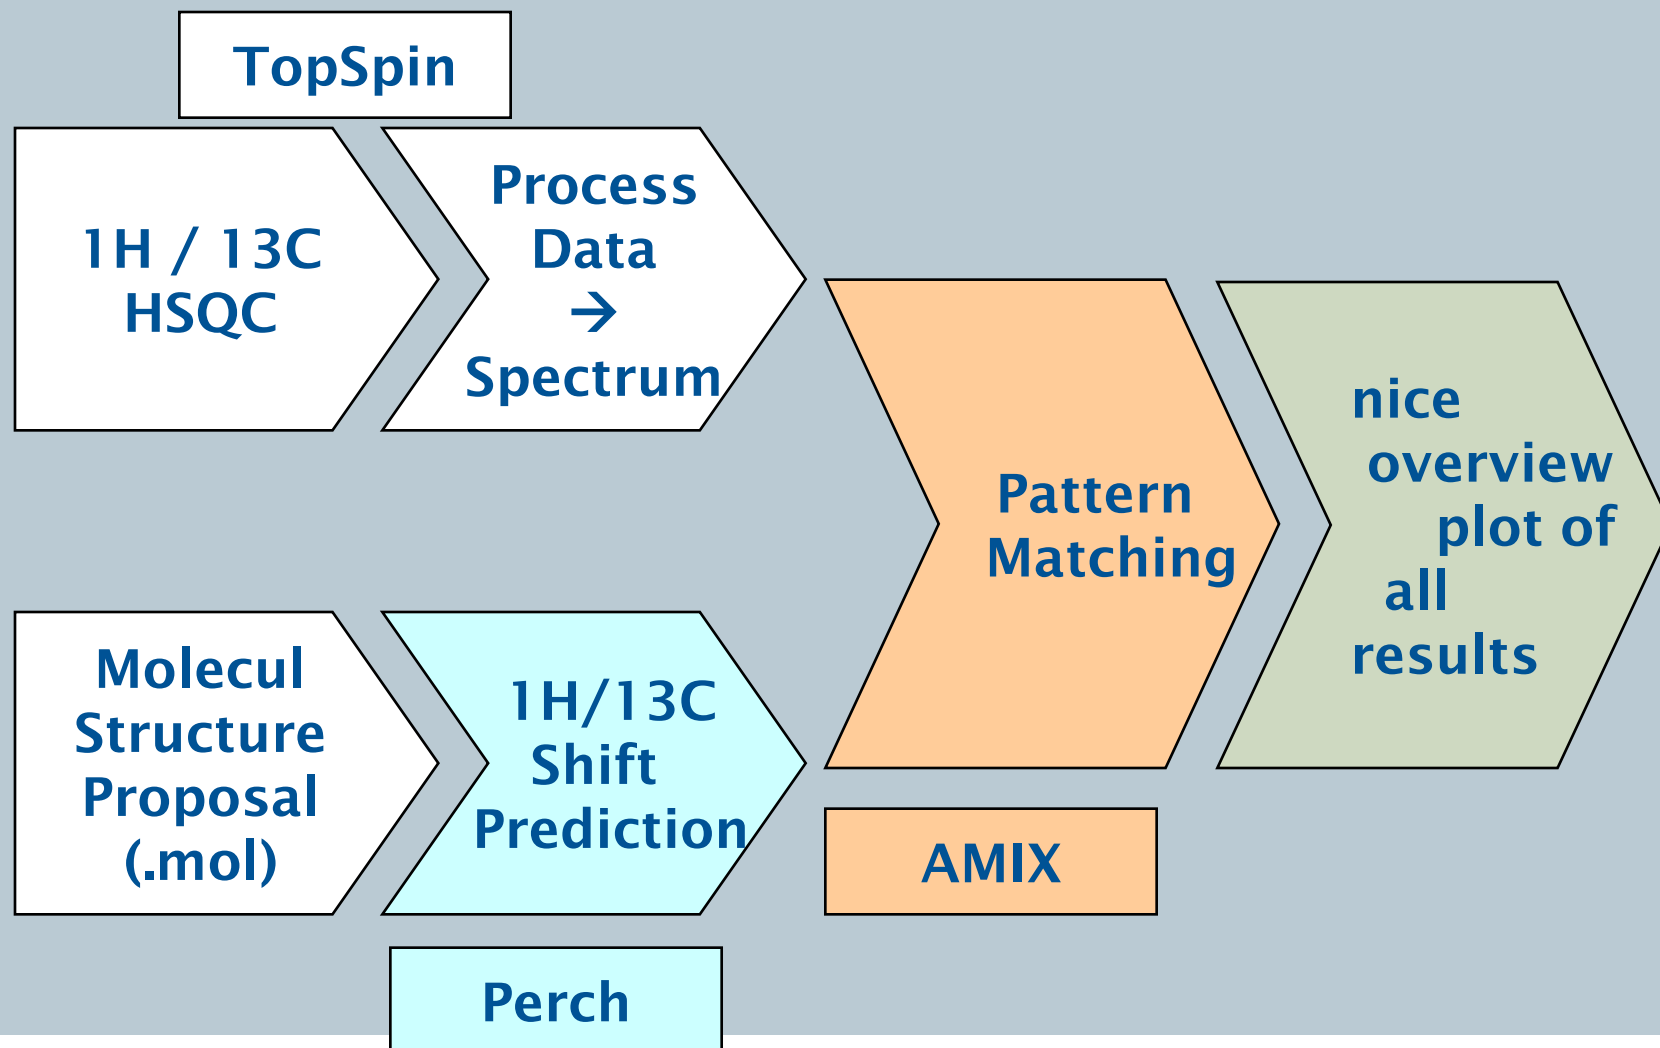 TopSpin
1H / 13C
HSQC
Process
Data
→
Spectrum
Molecul
Structure
Proposal
(.mol)
1H/13C
Shift
Prediction
Perch
Pattern
Matching
AMIX
nice
overview
plot of
all
results